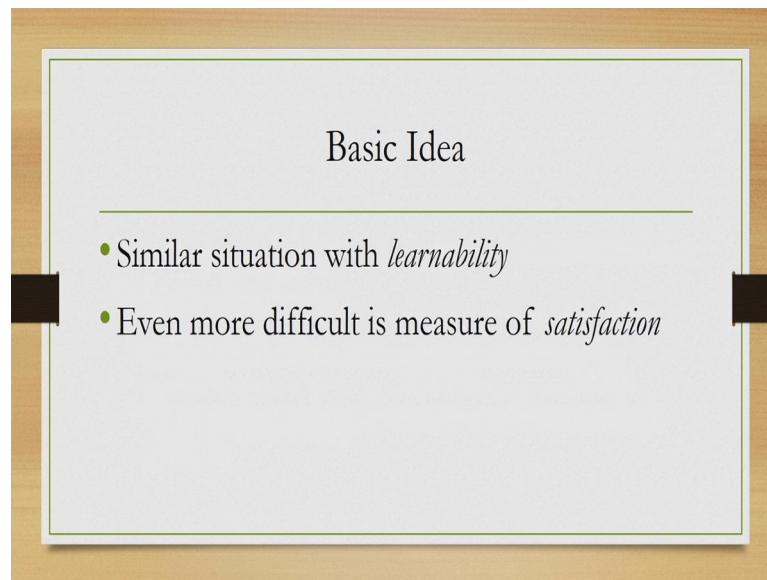 Basic Idea
• Similar situation with learnability
• Even more difficult is measure of satisfaction